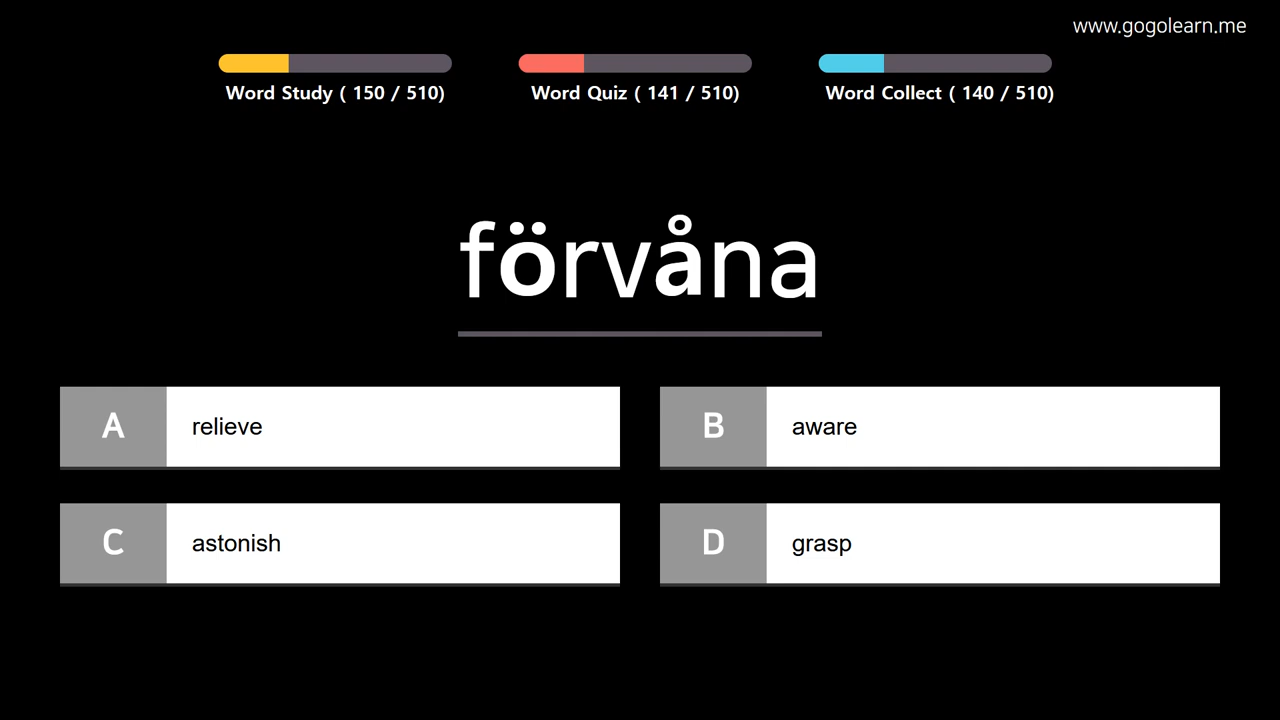 www.gogolearn.me
Word Study ( 150 / 510)
Word Quiz ( 141 / 510)
Word Collect ( 140 / 510)
förvåna
A relieve
B aware
C astonish
D grasp